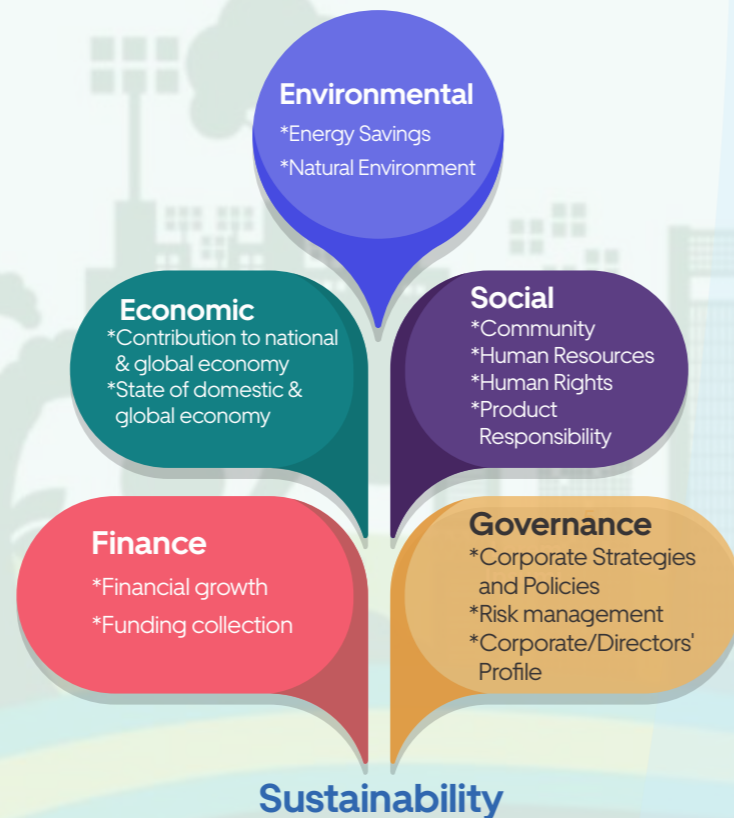 Environmental
*Energy Savings
*Natural Environment
Economic
*Contribution to national
& global economy
*State of domestic &
global economy
Social
*Community
*Human Resources
*Human Rights
*Product
Responsibility
Finance
*Financial growth
*Funding collection
Governance
*Corporate Strategies
and Policies
*Risk management
*Corporate/Directors'
Profile
Sustainability